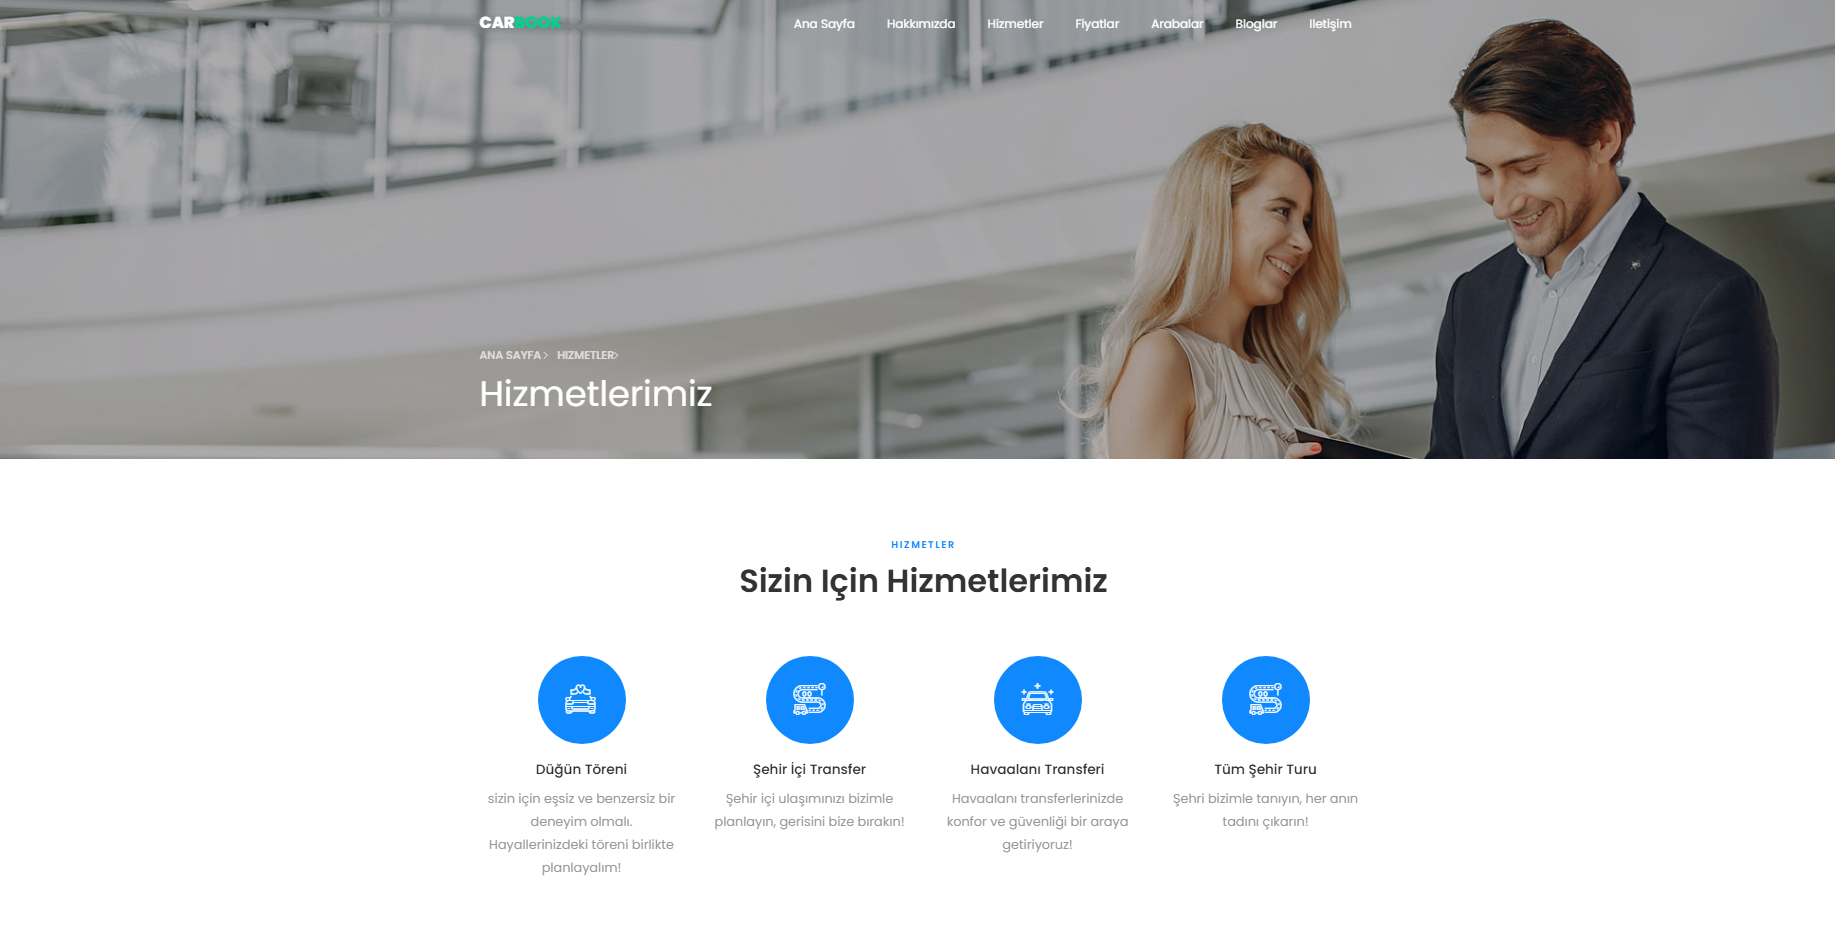 CARBOOK
Ana Sayfa Hakkımızda Hizmetler Fiyatlar Arabalar Bloglar Iletişim
ANA SAYFA > HIZMETLER>
Hizmetlerimiz
HIZMETLER
Sizin Için Hizmetlerimiz
Düğün Töreni
sizin için eşsiz ve benzersiz bir
deneyim olmalı.
Hayallerinizdeki töreni birlikte
planlayalım!
Şehir İçi Transfer
Şehir içi ulaşımınızı bizimle
planlayın, gerisini bize bırakın!
Havaalanı Transferi
Havaalanı transferlerinizde
konfor ve güvenliği bir araya
getiriyoruz!
Tüm Şehir Turu
Şehri bizimle tanıyın, her anın
tadını çıkarın!